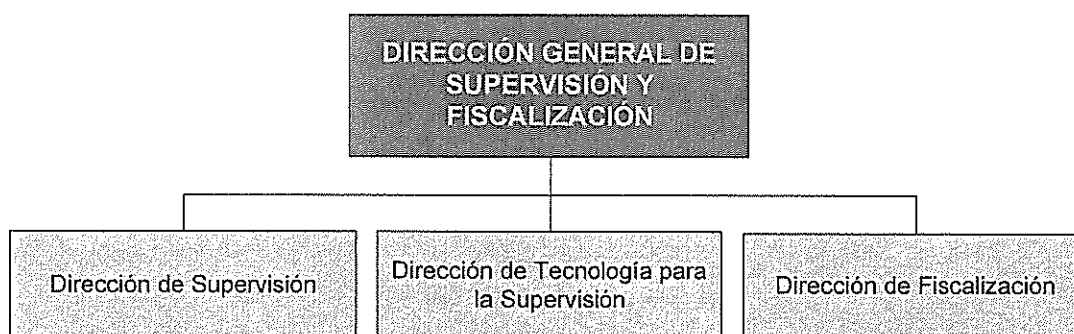 DIRECCIÓN GENERAL DE
SUPERVISIÓN Y
FISCALIZACIÓN
Dirección de Supervisión
Dirección de Tecnología para
la Supervisión
Dirección de Fiscalización